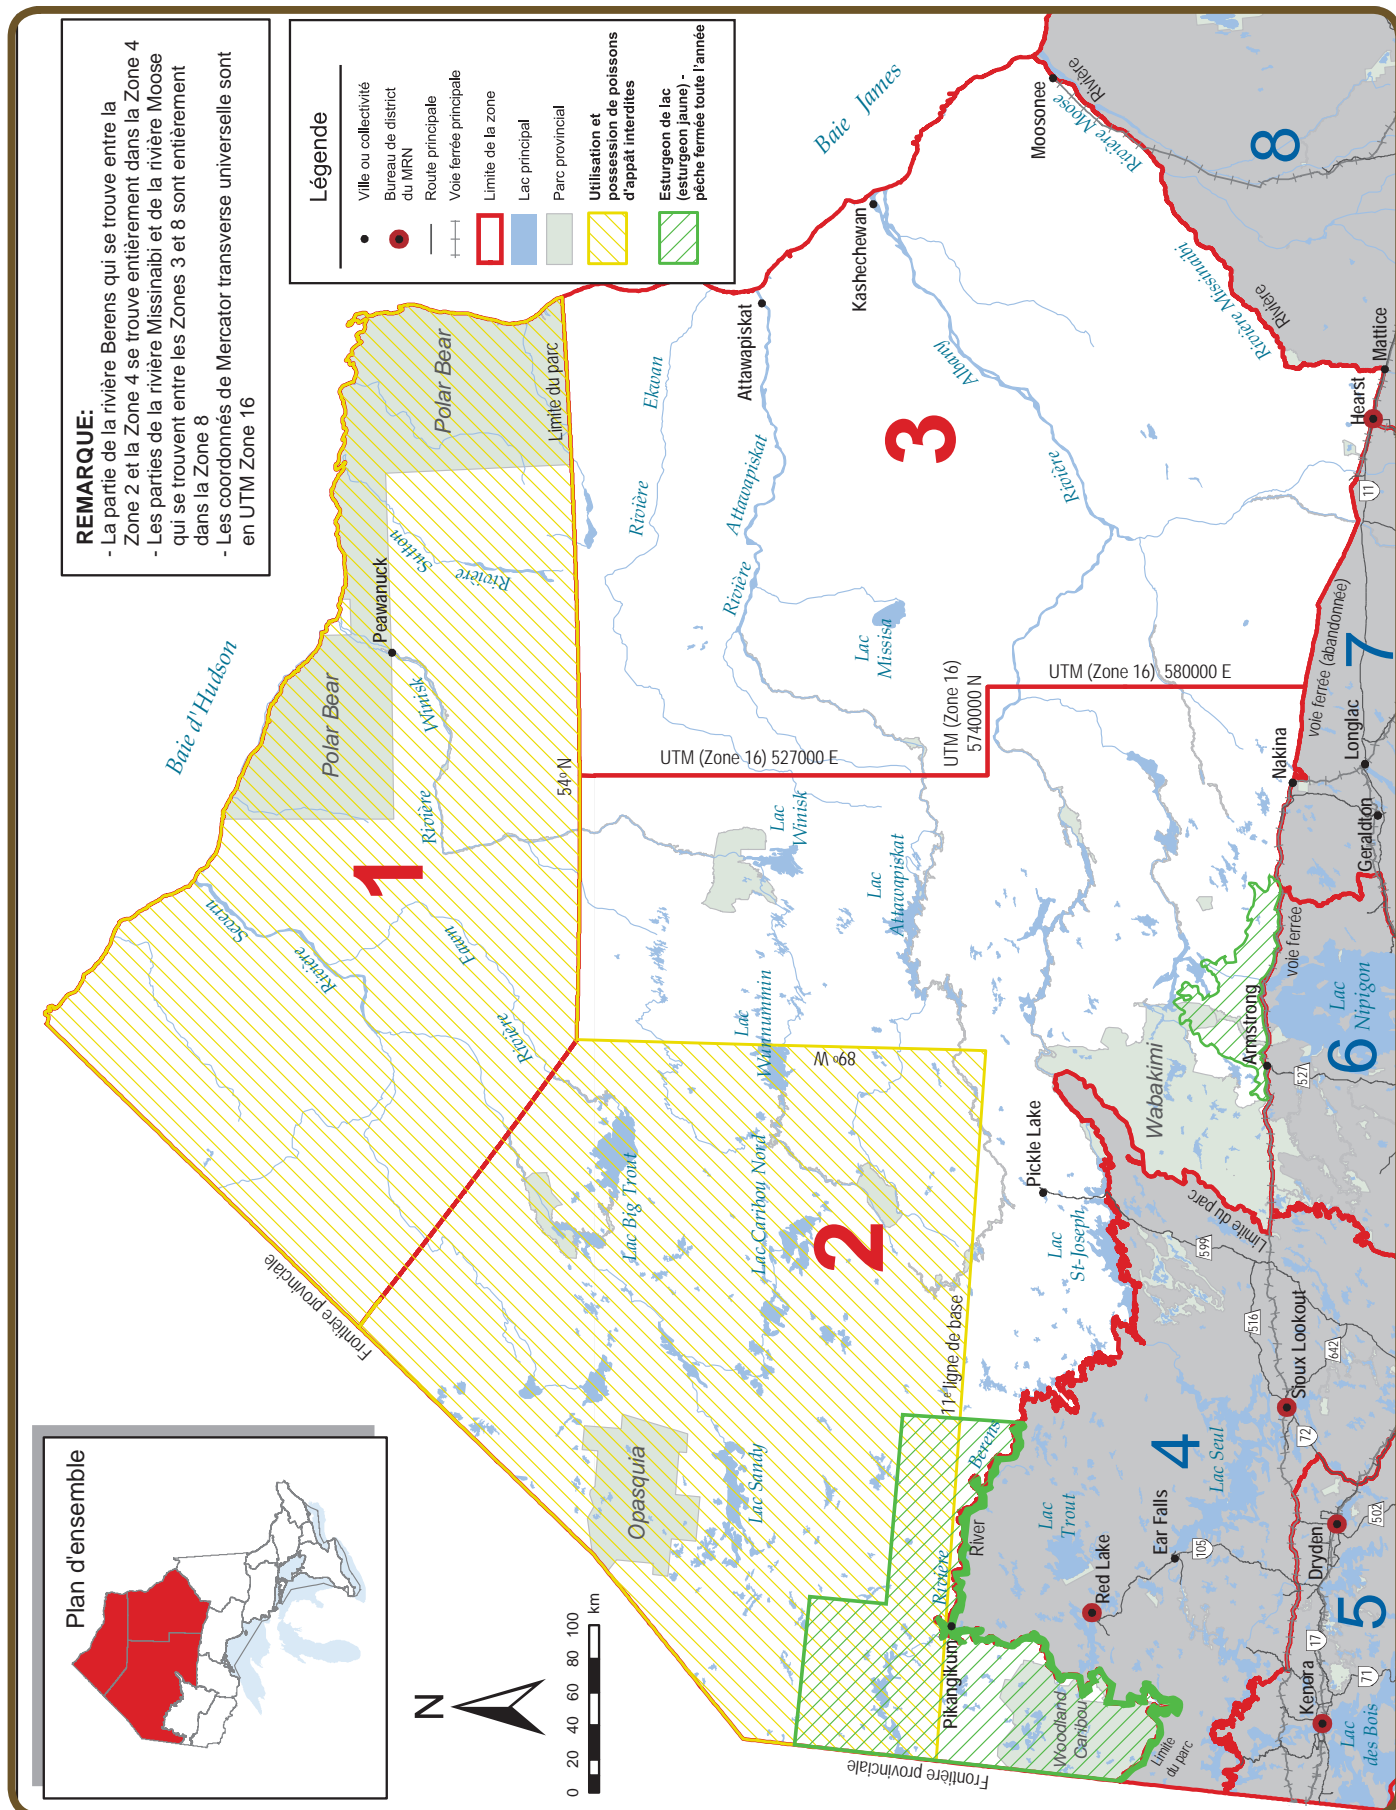 Plan d'ensemble
N
0 20 40 60 80 100
km
REMARQUE:
- La partie de la rivière Berens qui se trouve entre la
Zone 2 et la Zone 4 se trouve entièrement dans la Zone 4
- Les parties de la rivière Missinaibi et de la rivière Moose
qui se trouvent entre les Zones 3 et 8 sont entièrement
dans la Zone 8
- Les coordonnés de Mercator transverse universelle sont
en UTM Zone 16
Légende
Ville ou collectivité
Bureau de district
du MRN
Route principale
Voie ferrée principale
Limite de la zone
Lac principal
Parc provincial
Utilisation et
possession de poissons
d'appât interdites
Esturgeon de lac
(esturgeon jaune) -
pêche fermée toute l'année
Baie d'Hudson
Baie James
Polar Bear
Polar Bear
Limite du parc
Peawanuck
Rivière Sutton
Rivière Winisk
Rivière Severn
Rivière Fawn
1
54º N
Frontière provinciale
Rivière Ekwan
Attawapiskat
Rivière Attawapiskat
Kashechewan
Rivière Albany
3
Moosonee
Rivière Moose
Rivière
8
Rivière Missinaibi
Rivière
Mattice
Hearst
11
Lac
Missisa
UTM (Zone 16) 527000 E
UTM (Zone 16)
5740000 N
UTM (Zone 16) 580000 E
voie ferrée (abandonnée)
7
Longlac
Nakina
Geraldton
Lac
Winisk
Lac
Attawapiskat
Lac
Wunnummin
89º W
Lac Big Trout
Lac Caribou Nord
2
Opasquia
Lac Sandy
11e ligne de base
Pickle Lake
Lac
St-Joseph
Wabakimi
Armstrong
voie ferrée
Lac
Nipigon
6
527
Limite du parc
599
516
Sioux Lookout
642
72
4
Lac Seul
Rivière Berens
River
Lac
Trout
Pikangikum
Red Lake
Ear Falls
105
Woodland
Caribou
Limite
du parc
Frontière provinciale
Dryden
502
5
17
Kenora
71
Lac
des Bois